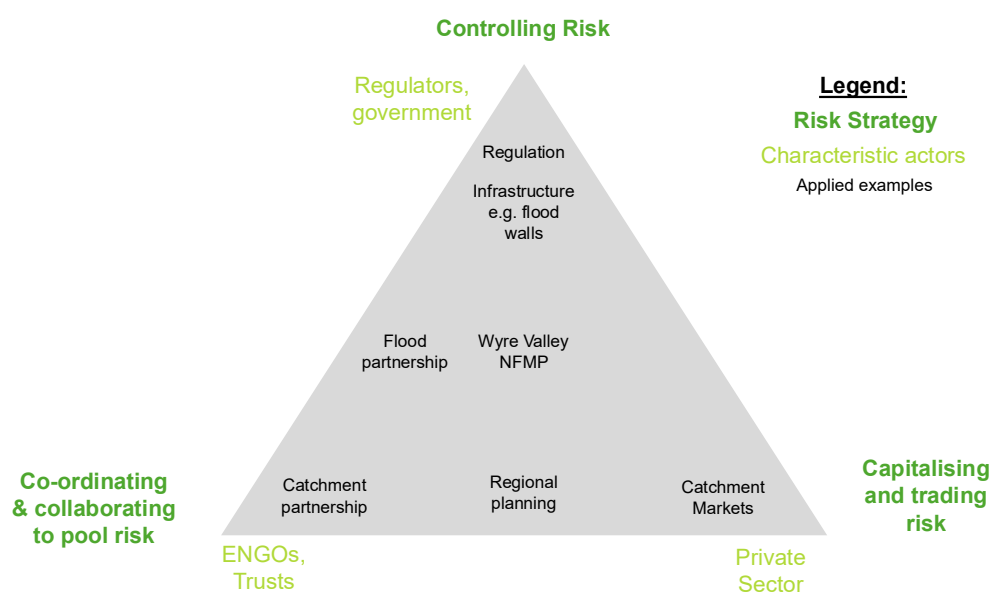 Controlling Risk
Regulators,
government
Legend:
Risk Strategy
Characteristic actors
Applied examples
Regulation
Infrastructure
e.g. flood
walls
Flood
partnership
Wyre Valley
NFMP
Co-ordinating
& collaborating
to pool risk
Catchment
partnership
Regional
planning
Catchment
Markets
Capitalising
and trading
risk
ENGOs,
Trusts
Private
Sector